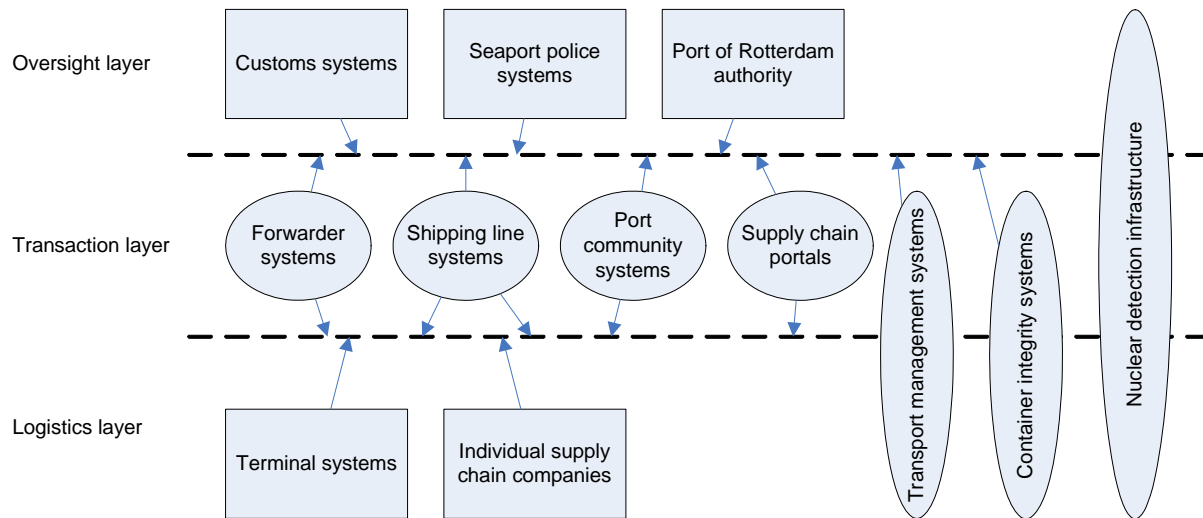 Oversight layer
Customs systems
Seaport police
systems
Port of Rotterdam
authority
Transaction layer
Forwarder
systems
Shipping line
systems
Port
community
systems
Supply chain
portals
Transport management systems
Container integrity systems
Nuclear detection infrastructure
Logistics layer
Terminal systems
Individual supply
chain companies